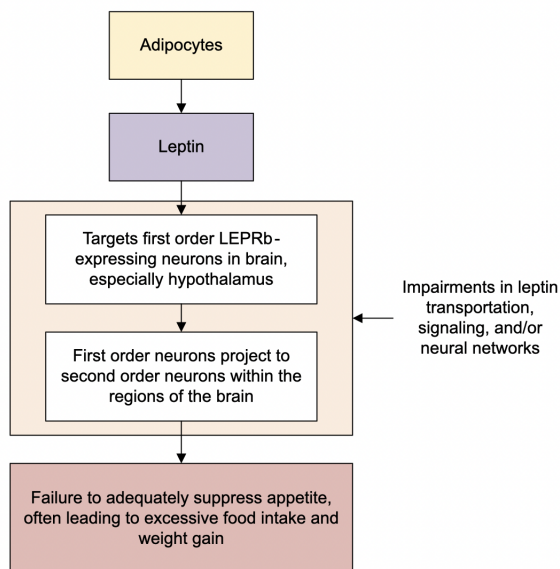 Adipocytes
Leptin
Targets first order LEPRb-
expressing neurons in brain,
especially hypothalamus
First order neurons project to
second order neurons within the
regions of the brain
Impairments in leptin
transportation,
signaling, and/or
neural networks
Failure to adequately suppress appetite,
often leading to excessive food intake and
weight gain